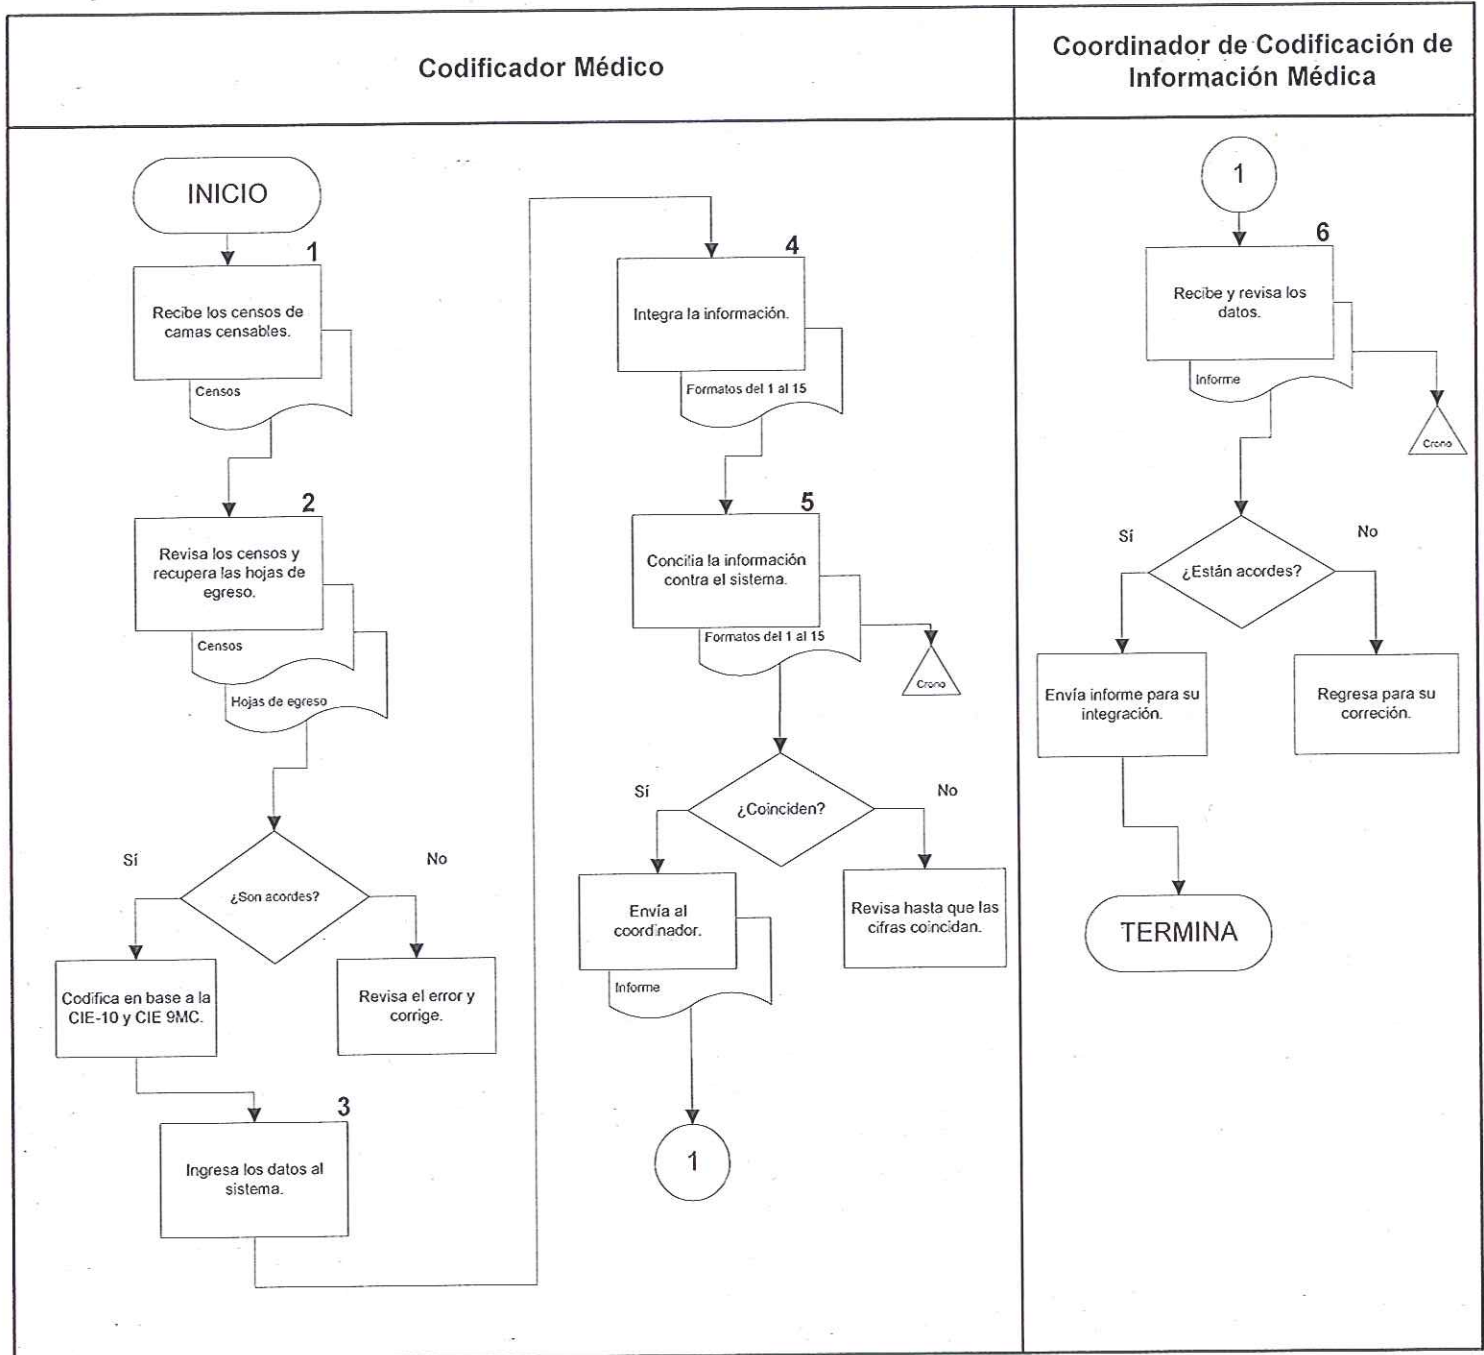 Codificador Médico
Coordinador de Codificación de
Información Médica
INICIO
1
Recibe los censos de
camas censables.
Censos
2
Revisa los censos y
recupera las hojas de
egreso.
Censos
Hojas de egreso
¿Son acordes?
Sí
No
Codifica en base a la
CIE-10 y CIE 9MC.
Revisa el error y
corrige.
3
Ingresa los datos al
sistema.
4
Integra la información.
Formatos del 1 al 15
5
Concilia la información
contra el sistema.
Formatos del 1 al 15
Crono
¿Coinciden?
Sí
No
Envía al
coordinador.
Informe
Revisa hasta que las
cifras coincidan.
1
1
6
Recibe y revisa los
datos.
Informe
Crono
¿Están acordes?
Sí
No
Envía informe para su
integración.
Regresa para su
correción.
TERMINA